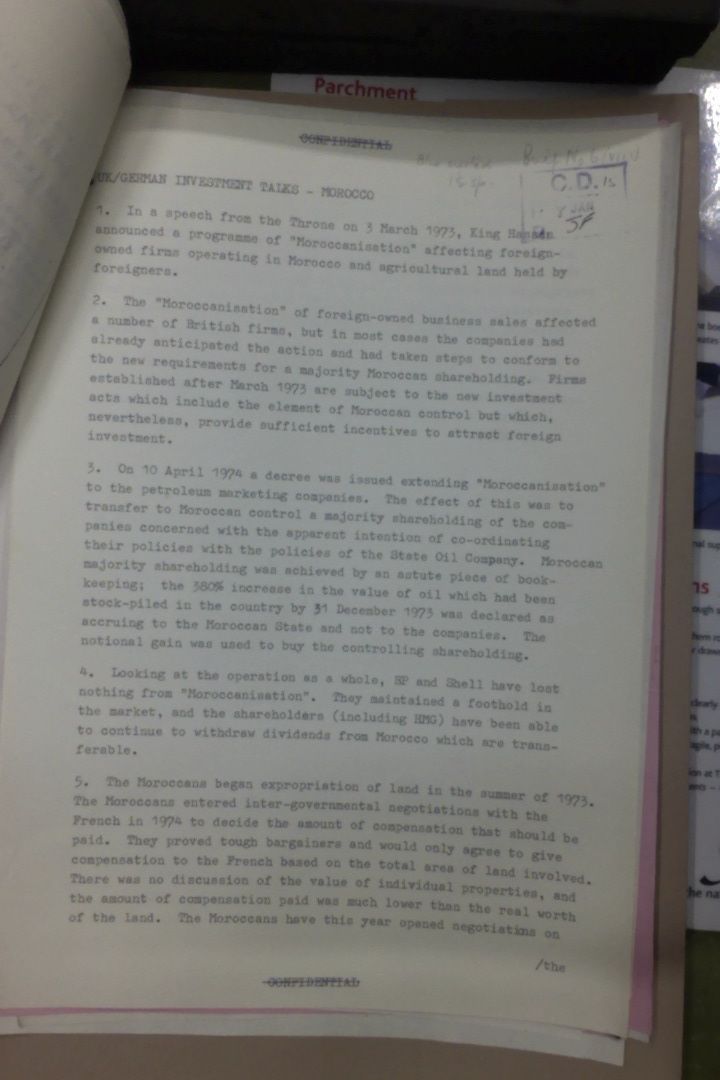 Parchment
CONFIDENTIAL
C.D.
JAN
UK/GERMAN INVESTMENT TALKS - MOROCCO
1. In a speech from the Throne on 3 March 1973, King Hassan
announced a programme of "Moroccanisation" affecting foreign-
owned firms operating in Morocco and agricultural land held by
foreigners.
2. The "Moroccanisation" of foreign-owned business sales affected
a number of British firms, but in most cases the companies had
already anticipated the action and had taken steps to conform to
the new requirements for a majority Moroccan shareholding. Firms
established after March 1973 are subject to the new investment
acts which include the element of Moroccan control but which,
nevertheless, provide sufficient incentives to attract foreign
investment.
3. On 10 April 1974 a decree was issued extending "Moroccanisation"
to the petroleum marketing companies. The effect of this was to
transfer to Moroccan control a majority shareholding of the com-
panies concerned with the apparent intention of co-ordinating
their policies with the policies of the State Oil Company. Moroccan
majority shareholding was achieved by an astute piece of book-
keeping; the 380% increase in the value of oil which had been
stock-piled in the country by 31 December 1973 was declared as
accruing to the Moroccan State and not to the companies. The
notional gain was used to buy the controlling shareholding.
4. Looking at the operation as a whole, BP and Shell have lost
nothing from "Moroccanisation". They maintained a foothold in
the market, and the shareholders (including HMG) have been able
to continue to withdraw dividends from Morocco which are trans-
ferable.
5. The Moroccans began expropriation of land in the summer of 1973.
The Moroccans entered inter-governmental negotiations with the
French in 1974 to decide the amount of compensation that should be
paid. They proved tough bargainers and would only agree to give
compensation to the French based on the total area of land involved.
There was no discussion of the value of individual properties, and
the amount of compensation paid was much lower than the real worth
of the land. The Moroccans have this year opened negotiations on
/the
CONFIDENTIAL